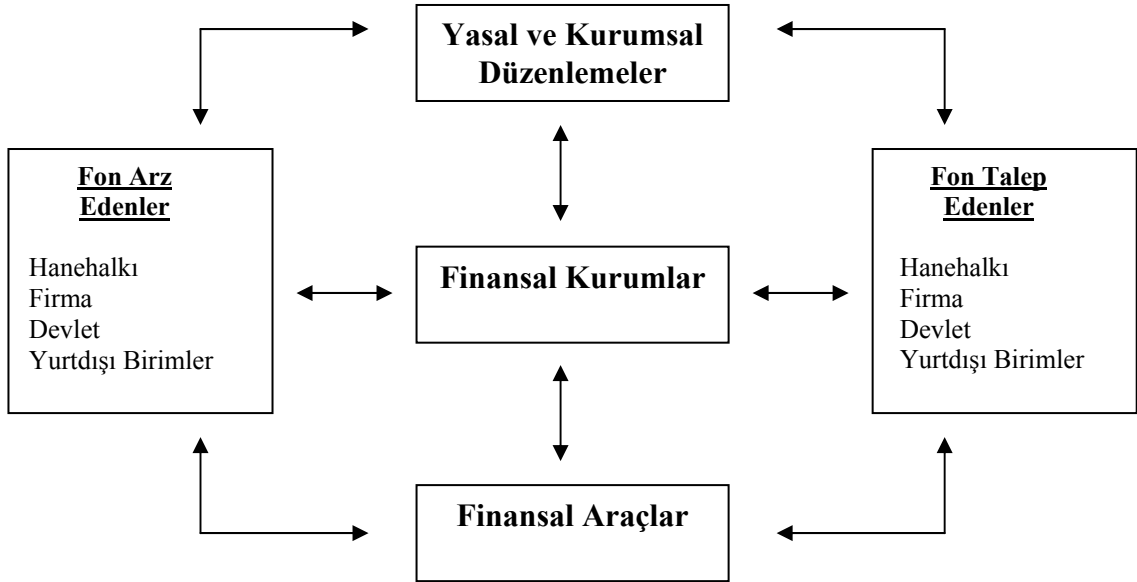 Yasal ve Kurumsal
Düzenlemeler
Fon Arz
Edenler
Hanehalkı
Firma
Devlet
Yurtdışı Birimler
Finansal Kurumlar
Fon Talep
Edenler
Hanehalkı
Firma
Devlet
Yurtdışı Birimler
Finansal Araçlar